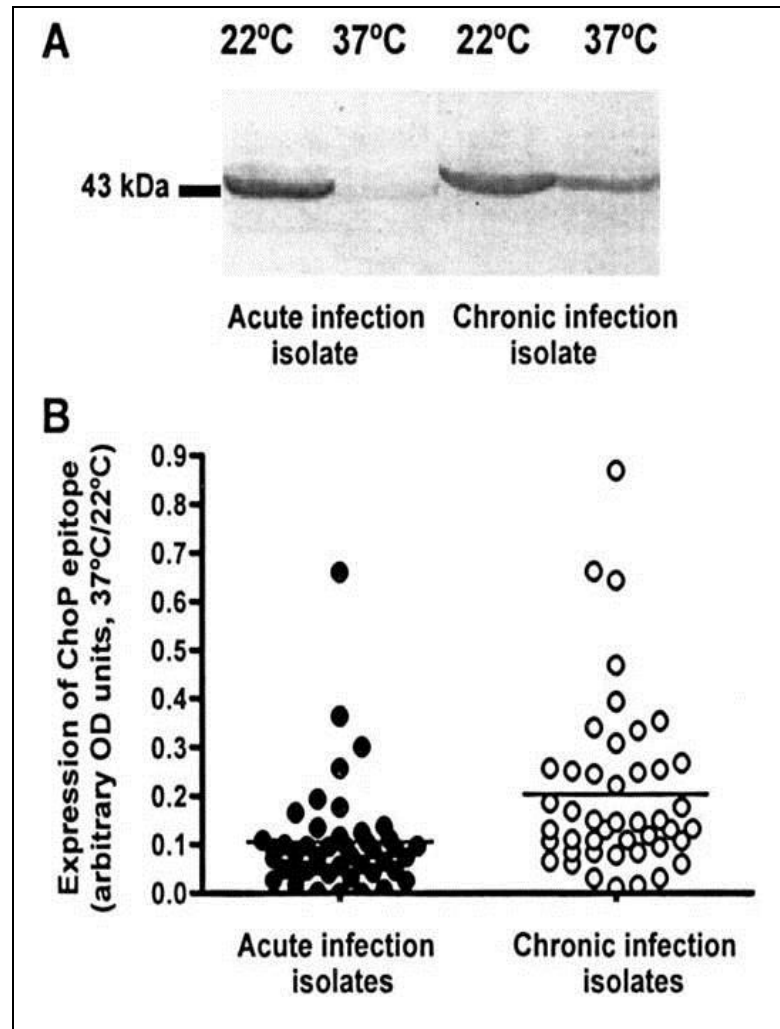 A
22ºC 37ºC 22ºC 37ºC
43 kDa
Acute infection isolate
Chronic infection isolate
B
Expression of ChoP epitope
(arbitrary OD units, 37ºC/22ºC)
0.9
0.8
0.7
0.6
0.5
0.4
0.3
0.2
0.1
0.0
Acute infection
isolates
Chronic infection
isolates